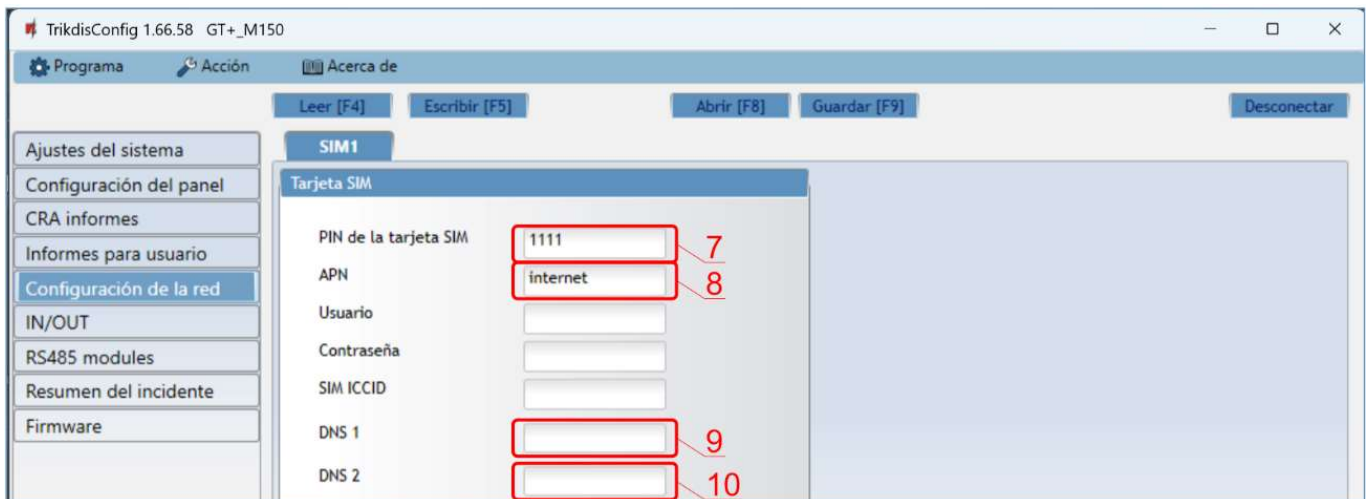 TrikdisConfig 1.66.58 GT+_M150
Programa Acción Acerca de
Leer [F4] Escribir [F5] Abrir [F8] Guardar [F9] Desconectar
Ajustes del sistema
Configuración del panel
CRA informes
Informes para usuario
Configuración de la red
IN/OUT
RS485 modules
Resumen del incidente
Firmware
SIM1
Tarjeta SIM
PIN de la tarjeta SIM 1111 7
APN internet 8
Usuario
Contraseña
SIM ICCID
DNS 1 9
DNS 2 10